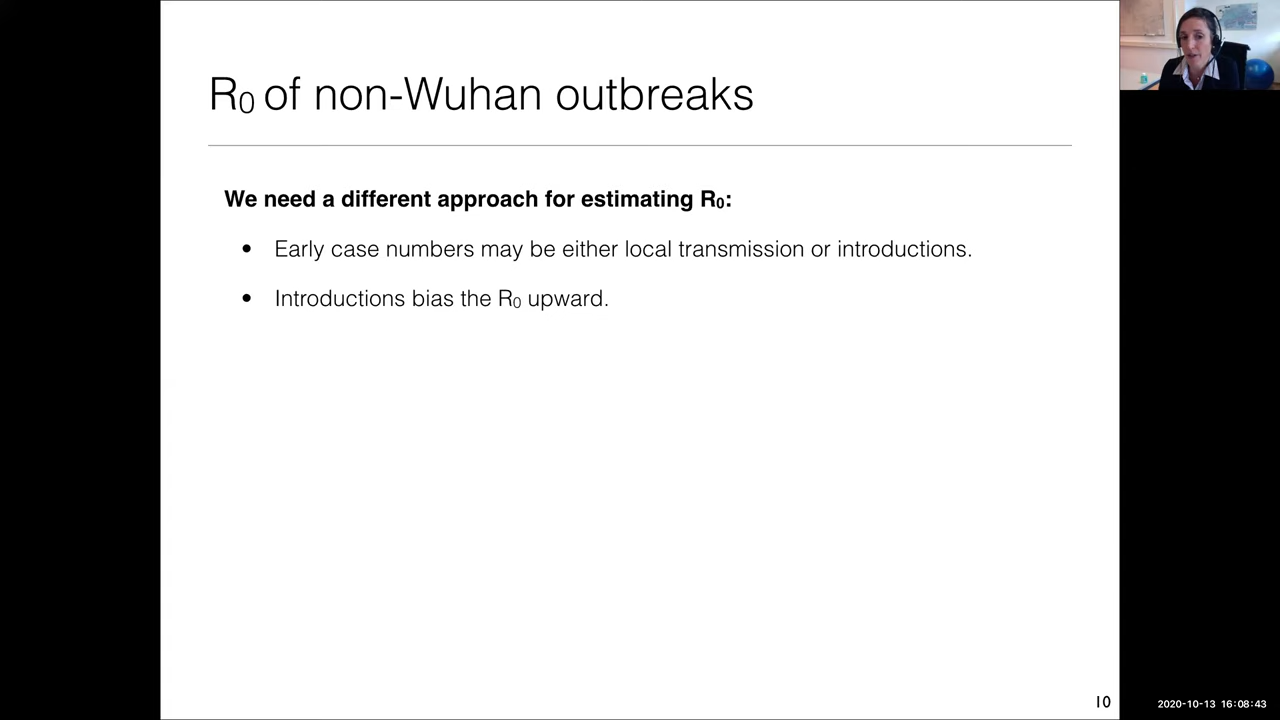 R₀ of non-Wuhan outbreaks
We need a different approach for estimating R₀:
• Early case numbers may be either local transmission or introductions.
• Introductions bias the R₀ upward.
10
2020-10-13 16:08:43